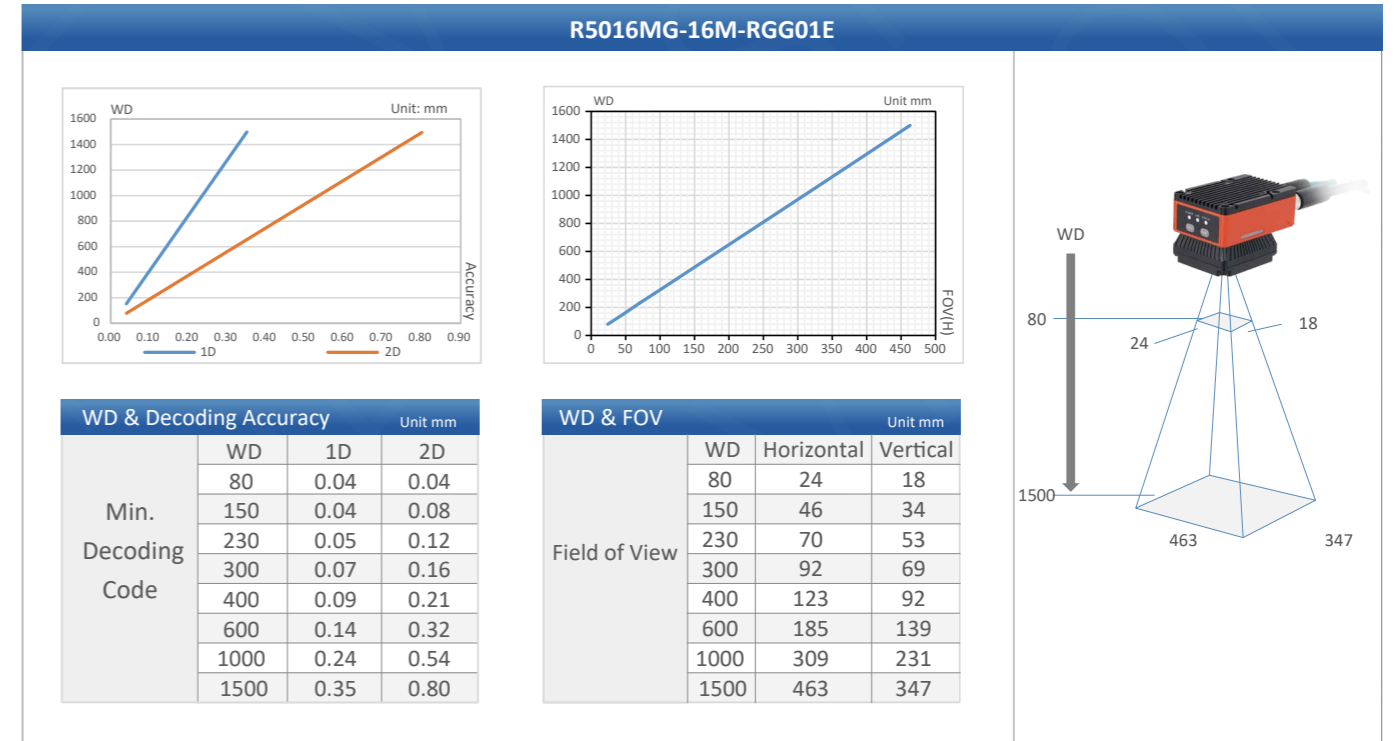 R5016MG-16M-RGG01E
WD Unit: mm
1600
1400
1200
1000
800
600
400
200
0
0.00 0.10 0.20 0.30 0.40 0.50 0.60 0.70 0.80 0.90
Accuracy
1D 2D
WD Unit mm
1600
1400
1200
1000
800
600
400
200
0
0 50 100 150 200 250 300 350 400 450 500
FOV(H)
WD & Decoding Accuracy Unit mm
Min.
Decoding
Code
WD 1D 2D
80 0.04 0.04
150 0.04 0.08
230 0.05 0.12
300 0.07 0.16
400 0.09 0.21
600 0.14 0.32
1000 0.24 0.54
1500 0.35 0.80
WD & FOV Unit mm
Field of View
WD Horizontal Vertical
80 24 18
150 46 34
230 70 53
300 92 69
400 123 92
600 185 139
1000 309 231
1500 463 347
WD
80
24
18
1500
463
347